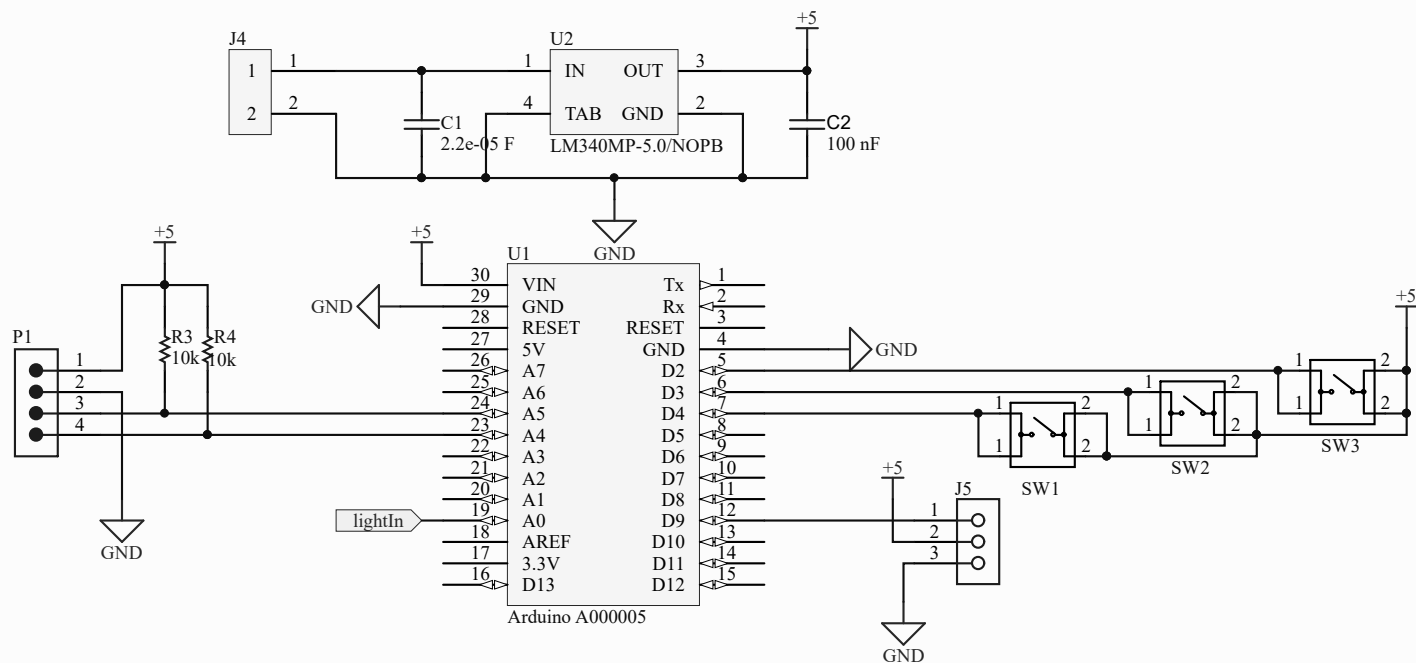 +5
J4
U2
1
1
1
IN
OUT
3
2
2
4
TAB
GND
2
C1
2.2e-05 F
C2
100 nF
LM340MP-5.0/NOPB
GND
+5
+5
U1
30
VIN
Tx
1
GND
29
GND
Rx
2
28
RESET
RESET
3
27
5V
GND
4
GND
26
A7
D2
5
25
A6
D3
6
24
A5
D4
7
23
A4
D5
8
22
A3
D6
9
21
A2
D7
10
20
A1
D8
11
lightIn
19
A0
D9
12
18
AREF
D10
13
17
3.3V
D11
14
16
D13
D12
15
Arduino A000005
P1
R3
10k
R4
10k
1
2
3
4
GND
+5
1
2
1
2
SW3
1
2
1
2
SW2
1
2
1
2
SW1
+5
J5
1
2
3
GND